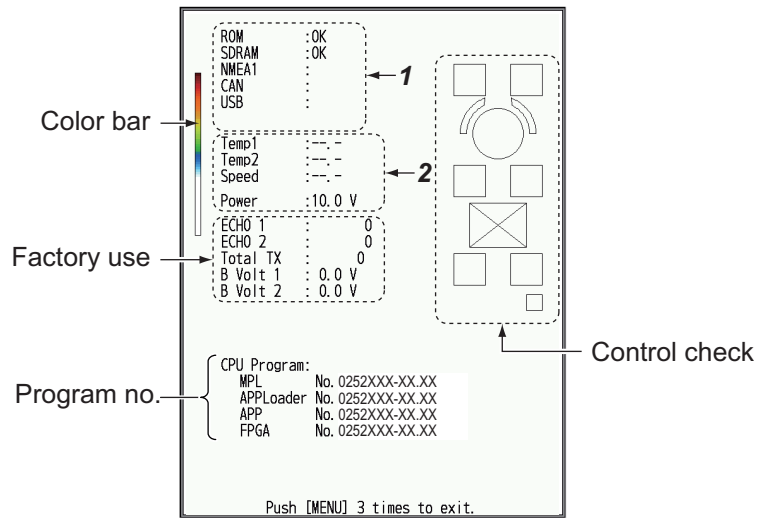 ROM :OK
SDRAM :OK
NMEA1 :
CAN :
USB :
1
Color bar
Temp1 :--.-
Temp2 :--.-
Speed :--.-
2
Power :10.0 V
ECHO 1 : 0
ECHO 2 : 0
Factory use
Total TX : 0
B Volt 1 : 0.0 V
B Volt 2 : 0.0 V
Control check
CPU Program:
Program no.
MPL No. 0252XXX-XX.XX
APPLoader No. 0252XXX-XX.XX
APP No. 0252XXX-XX.XX
FPGA No. 0252XXX-XX.XX
Push [MENU] 3 times to exit.